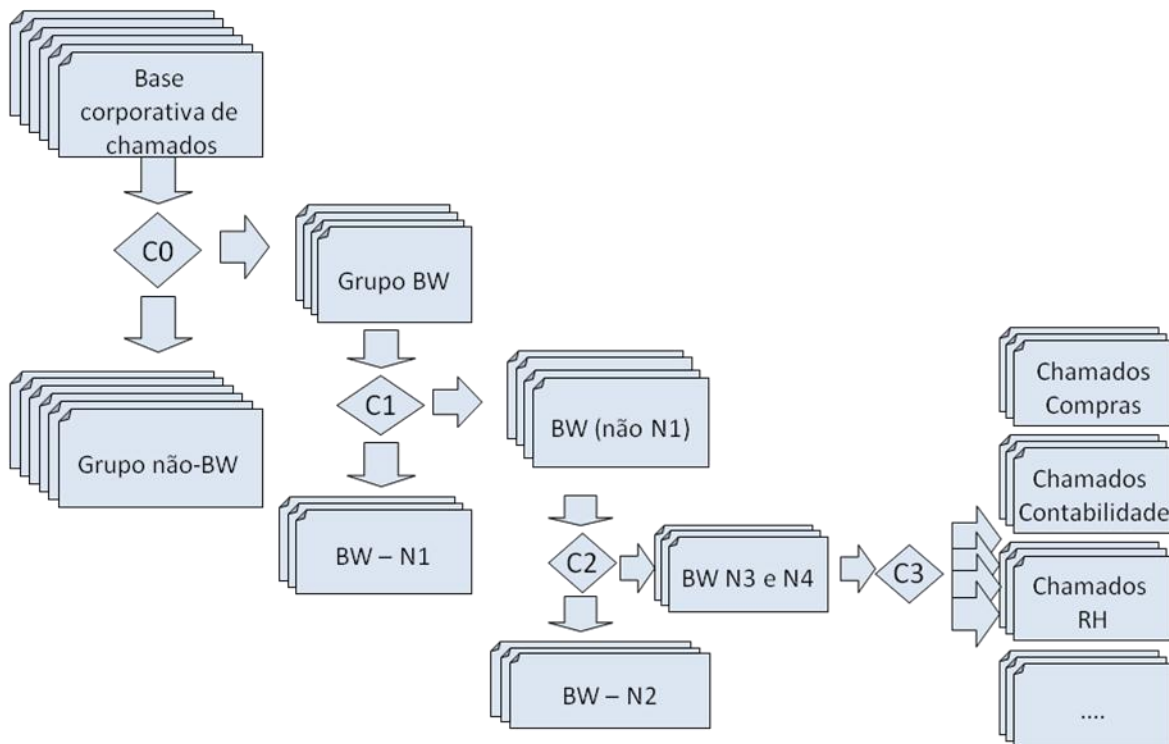 Base
corporativa de
chamados
C0
Grupo BW
Grupo não-BW
C1
BW (não N1)
BW – N1
C2
BW N3 e N4
C3
BW – N2
Chamados
Compras
Chamados
Contabilidade
Chamados
RH
....